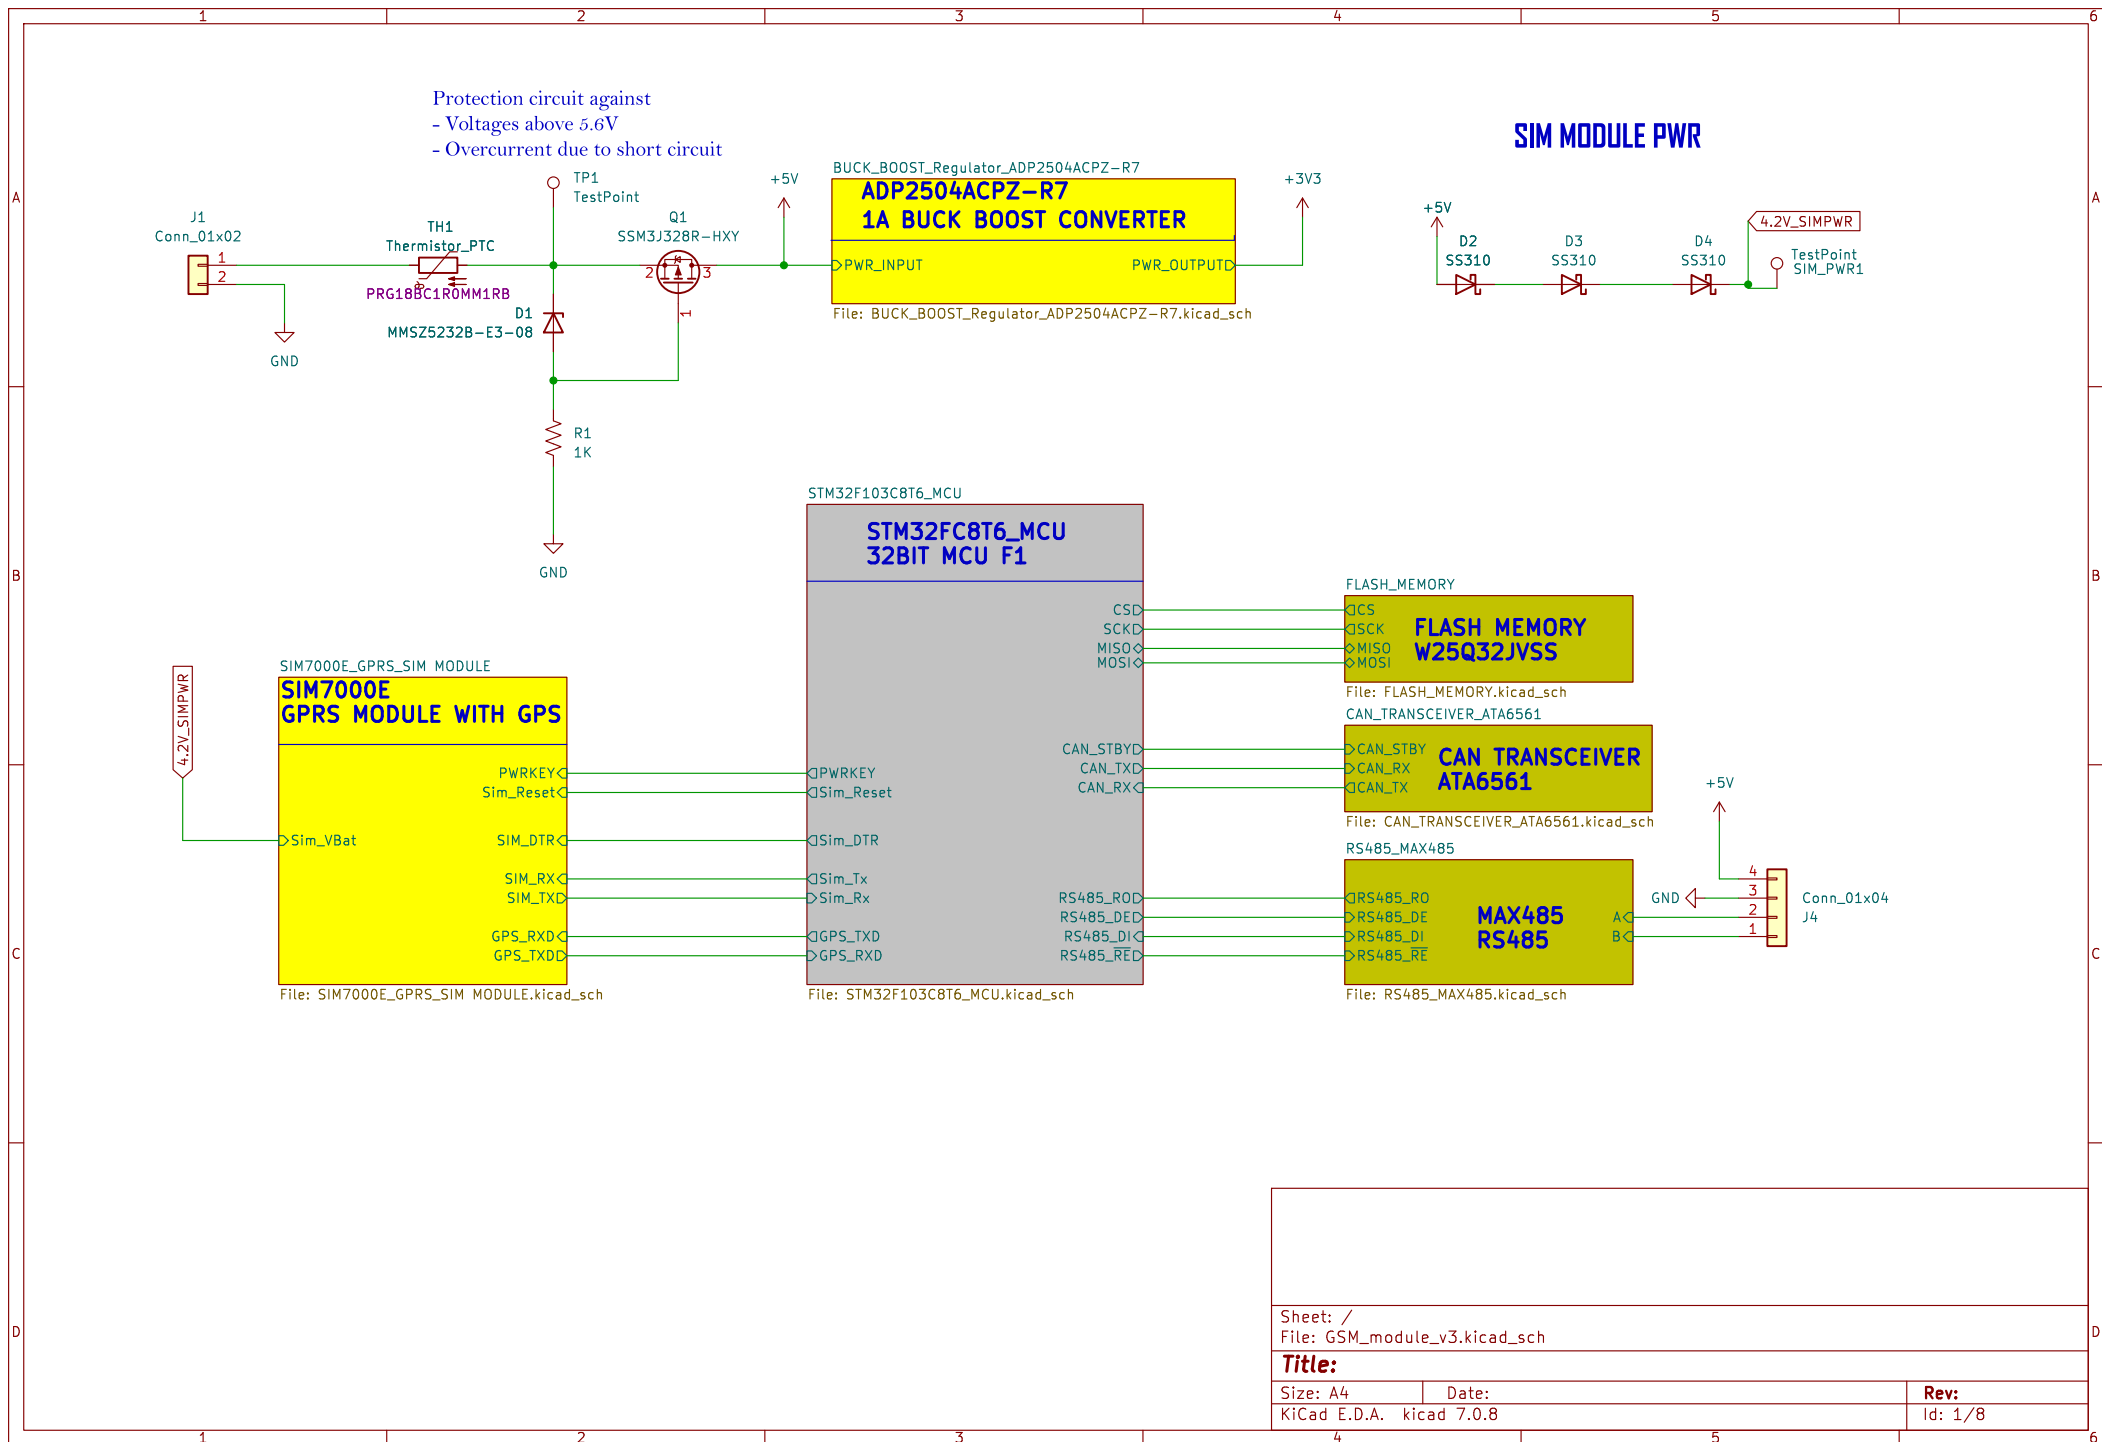 1 2 3 4 5 6
Protection circuit against
- Voltages above 5.6V
- Overcurrent due to short circuit
SIM MODULE PWR
A
A
J1
Conn_01x02
1
2
GND
TH1
Thermistor_PTC
PRG18BC1R0MM1RB
TP1
TestPoint
D1
MMSZ5232B-E3-08
Q1
SSM3J328R-HXY
2
3
1
R1
1K
GND
+5V
BUCK_BOOST_Regulator_ADP2504ACPZ-R7
ADP2504ACPZ-R7
1A BUCK BOOST CONVERTER
PWR_INPUT
PWR_OUTPUT
File: BUCK_BOOST_Regulator_ADP2504ACPZ-R7.kicad_sch
+3V3
+5V
D2
SS310
D3
SS310
D4
SS310
4.2V_SIMPWR
TestPoint
SIM_PWR1
B
B
4.2V_SIMPWR
SIM7000E_GPRS_SIM MODULE
SIM7000E
GPRS MODULE WITH GPS
Sim_VBat
PWRKEY
Sim_Reset
SIM_DTR
SIM_RX
SIM_TX
GPS_RXD
GPS_TXD
File: SIM7000E_GPRS_SIM MODULE.kicad_sch
STM32F103C8T6_MCU
STM32FC8T6_MCU
32BIT MCU F1
PWRKEY
Sim_Reset
Sim_DTR
Sim_Tx
Sim_Rx
GPS_TXD
GPS_RXD
CS
SCK
MISO
MOSI
CAN_STBY
CAN_TX
CAN_RX
RS485_RO
RS485_DE
RS485_DI
RS485_RE
File: STM32F103C8T6_MCU.kicad_sch
FLASH_MEMORY
CS
SCK
MISO
MOSI
FLASH MEMORY
W25Q32JVSS
File: FLASH_MEMORY.kicad_sch
CAN_TRANSCEIVER_ATA6561
CAN_STBY
CAN_RX
CAN_TX
CAN TRANSCEIVER
ATA6561
File: CAN_TRANSCEIVER_ATA6561.kicad_sch
RS485_MAX485
RS485_RO
RS485_DE
RS485_DI
RS485_RE
MAX485
RS485
A
B
File: RS485_MAX485.kicad_sch
+5V
GND
4
3
2
1
Conn_01x04
J4
C
C
D
D
Sheet: /
File: GSM_module_v3.kicad_sch
Title:
Size: A4 Date: Rev:
KiCad E.D.A. kicad 7.0.8 Id: 1/8
1 2 3 4 5 6